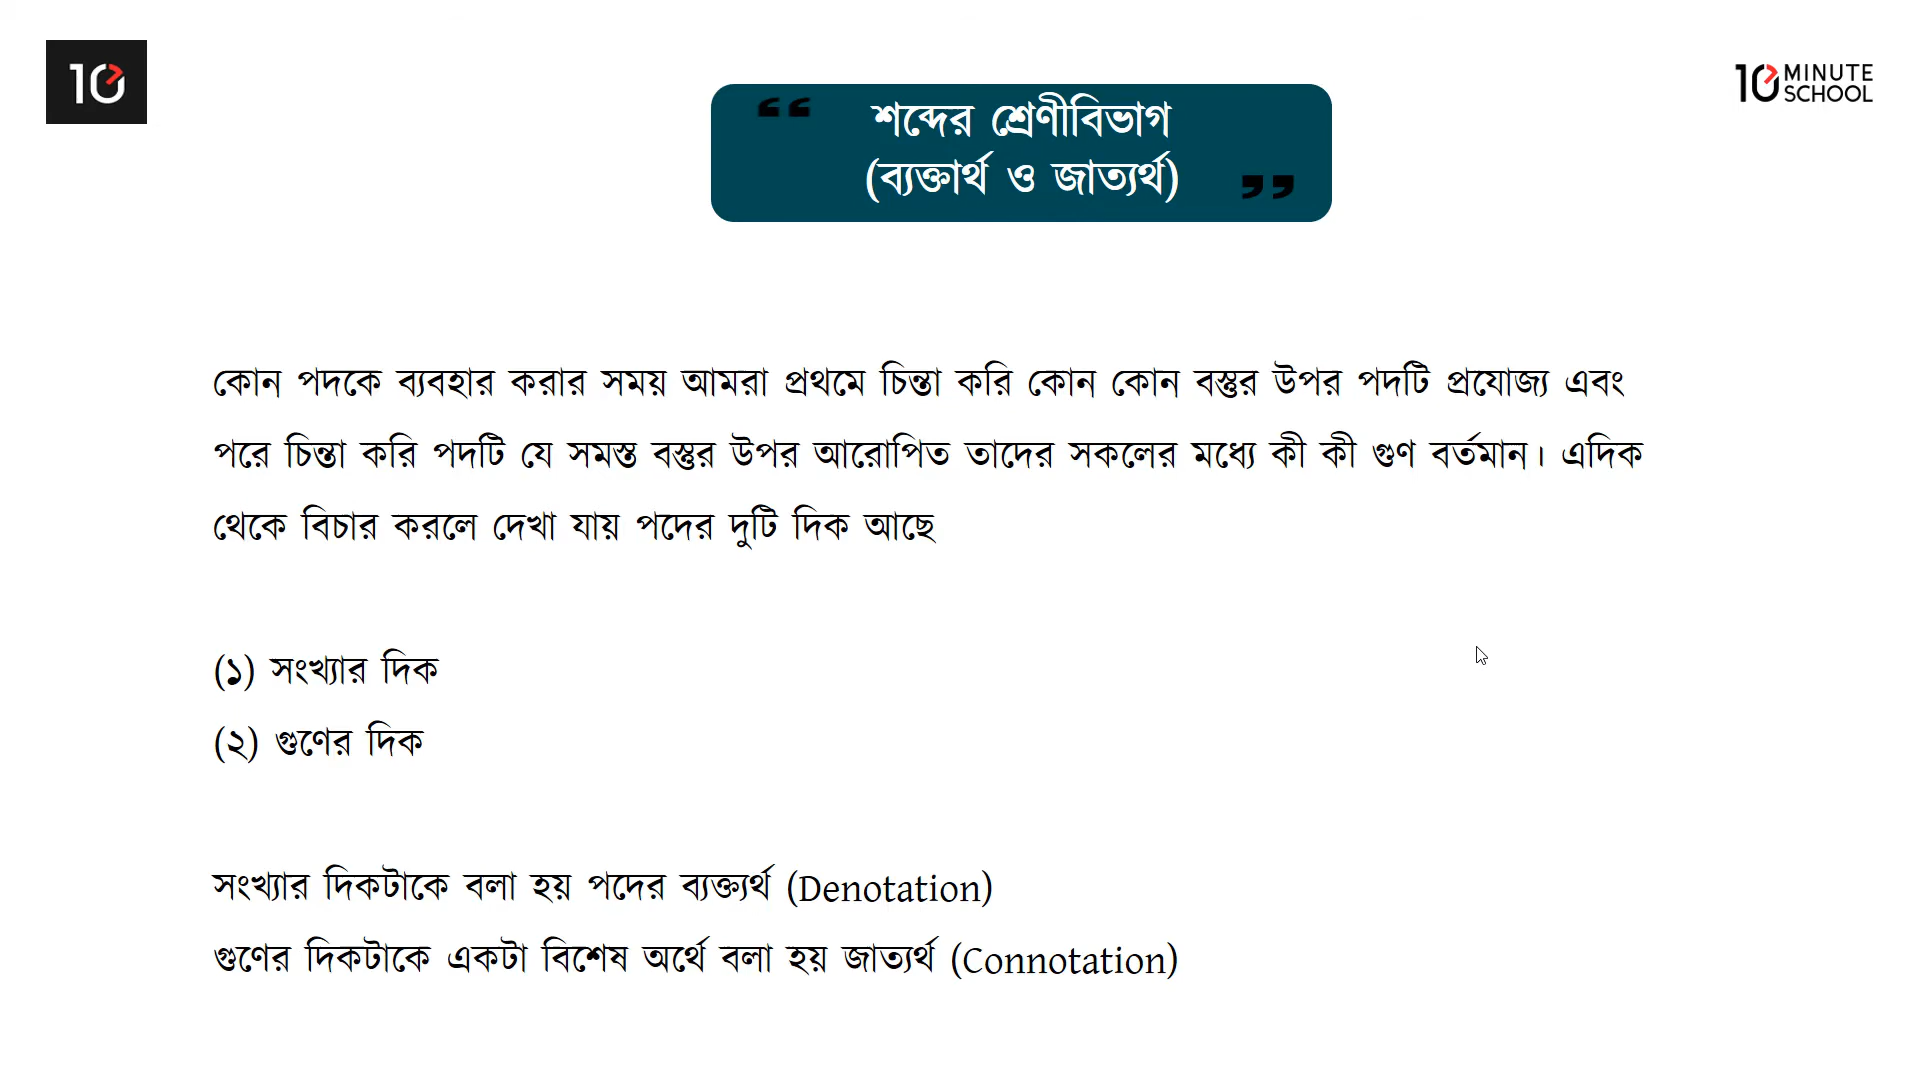 10
10 MINUTE SCHOOL
“ শব্দের শ্রেণীবিভাগ
(ব্যক্তার্থ ও জাত্যর্থ) ”
কোন পদকে ব্যবহার করার সময় আমরা প্রথমে চিন্তা করি কোন কোন বস্তুর উপর পদটি প্রযোজ্য এবং
পরে চিন্তা করি পদটি যে সমস্ত বস্তুর উপর আরোপিত তাদের সকলের মধ্যে কী কী গুণ বর্তমান। এদিক
থেকে বিচার করলে দেখা যায় পদের দুটি দিক আছে
(১) সংখ্যার দিক
(২) গুণের দিক
সংখ্যার দিকটাকে বলা হয় পদের ব্যক্ত্যর্থ (Denotation)
গুণের দিকটাকে একটা বিশেষ অর্থে বলা হয় জাত্যর্থ (Connotation)